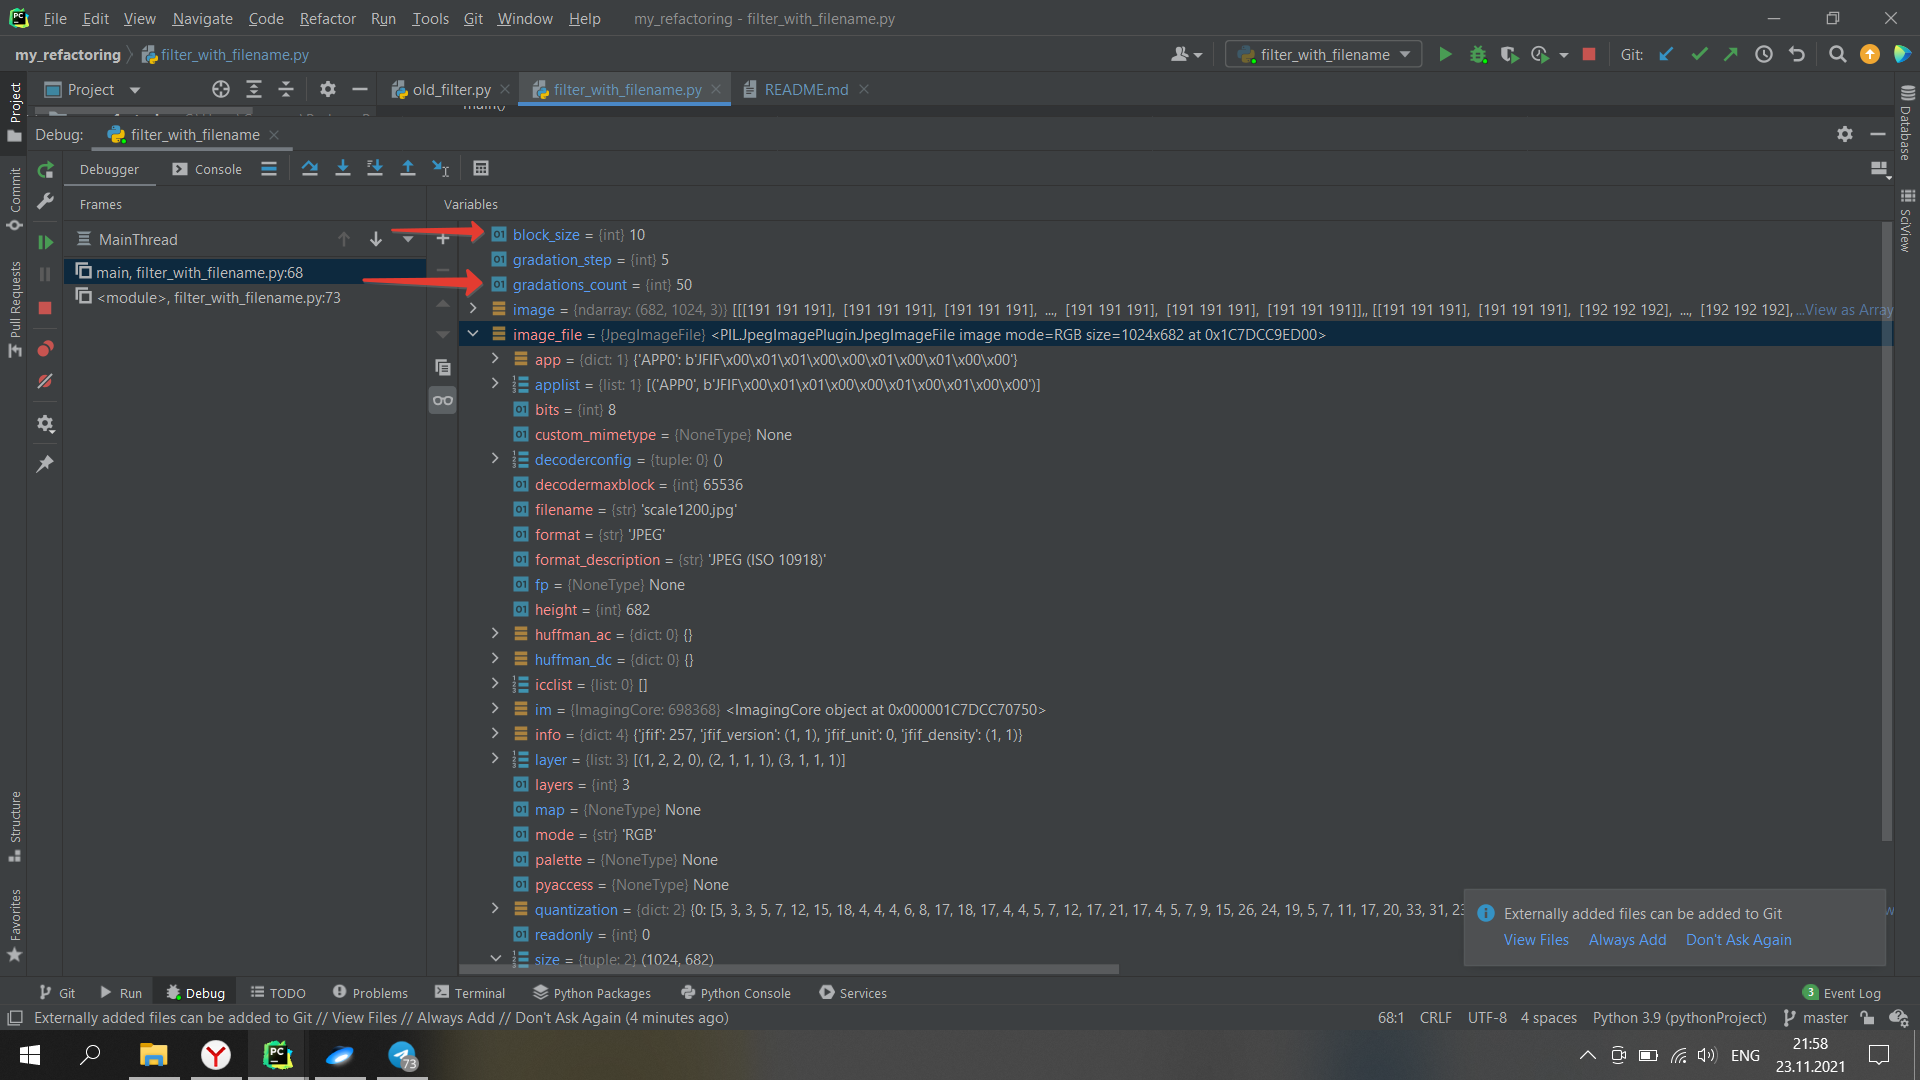 File Edit View Navigate Code Refactor Run Tools Git Window Help my_refactoring - filter_with_filename.py
my_refactoring filter_with_filename.py filter_with_filename Git:
Project old_filter.py filter_with_filename.py README.md
main()
Debug: filter_with_filename
Debugger Console
Frames Variables
MainThread
main, filter_with_filename.py:68
<module>, filter_with_filename.py:73
block_size = {int} 10
gradation_step = {int} 5
gradations_count = {int} 50
image = {ndarray: (682, 1024, 3)} [[[191 191 191], [191 191 191], [191 191 191], ..., [191 191 191], [191 191 191], [191 191 191]],, [[191 191 191], [191 191 191], [192 192 192], ..., [192 192 192], ...View as Array
image_file = {JpegImageFile} <PIL.JpegImagePlugin.JpegImageFile image mode=RGB size=1024x682 at 0x1C7DCC9ED00>
app = {dict: 1} {'APP0': b'JFIF\x00\x01\x01\x00\x00\x01\x00\x01\x00\x00'}
applist = {list: 1} [('APP0', b'JFIF\x00\x01\x01\x00\x00\x01\x00\x01\x00\x00')]
bits = {int} 8
custom_mimetype = {NoneType} None
decoderconfig = {tuple: 0} ()
decodermaxblock = {int} 65536
filename = {str} 'scale1200.jpg'
format = {str} 'JPEG'
format_description = {str} 'JPEG (ISO 10918)'
fp = {NoneType} None
height = {int} 682
huffman_ac = {dict: 0} {}
huffman_dc = {dict: 0} {}
icclist = {list: 0} []
im = {ImagingCore: 698368} <ImagingCore object at 0x000001C7DCC70750>
info = {dict: 4} {'jfif': 257, 'jfif_version': (1, 1), 'jfif_unit': 0, 'jfif_density': (1, 1)}
layer = {list: 3} [(1, 2, 2, 0), (2, 1, 1, 1), (3, 1, 1, 1)]
layers = {int} 3
map = {NoneType} None
mode = {str} 'RGB'
palette = {NoneType} None
pyaccess = {NoneType} None
quantization = {dict: 2} {0: [5, 3, 3, 5, 7, 12, 15, 18, 4, 4, 4, 6, 8, 17, 18, 17, 4, 4, 5, 7, 12, 17, 21, 17, 4, 5, 7, 9, 15, 26, 24, 19, 5, 7, 11, 17, 20, 33, 31, 23
readonly = {int} 0
size = {tuple: 2} (1024, 682)
Project
Commit
Pull Requests
Structure
Favorites
Database
SciView
Externally added files can be added to Git
View Files Always Add Don't Ask Again
Git Run Debug TODO Problems Terminal Python Packages Python Console Services 3 Event Log
Externally added files can be added to Git // View Files // Always Add // Don't Ask Again (4 minutes ago) 68:1 CRLF UTF-8 4 spaces Python 3.9 (pythonProject) master
73 ENG 21:58
23.11.2021